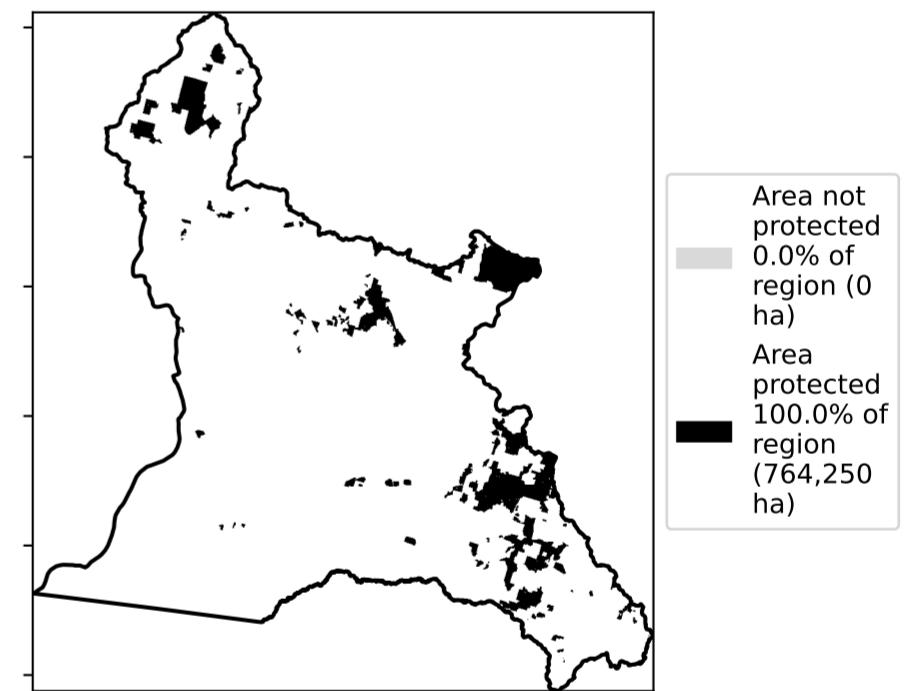 Area not
protected
0.0% of
region (0
ha)
Area
protected
100.0% of
region
(764,250
ha)